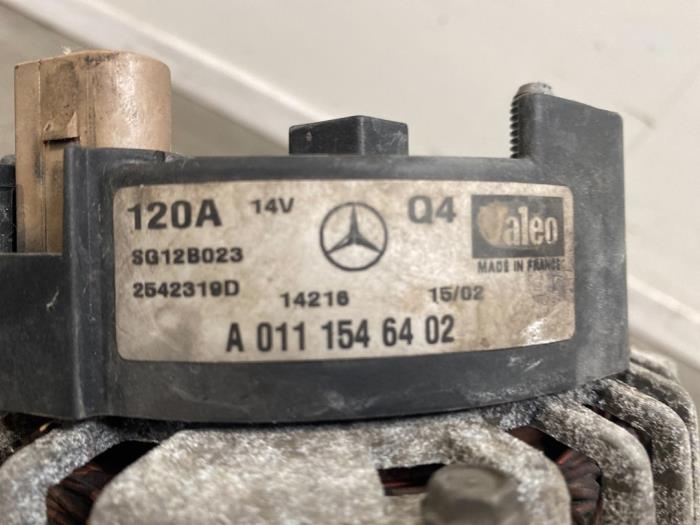 120A 14V Q4 Valeo
SG12B023 MADE IN FRANCE
2542319D 14216 15/02
A 011 154 64 02